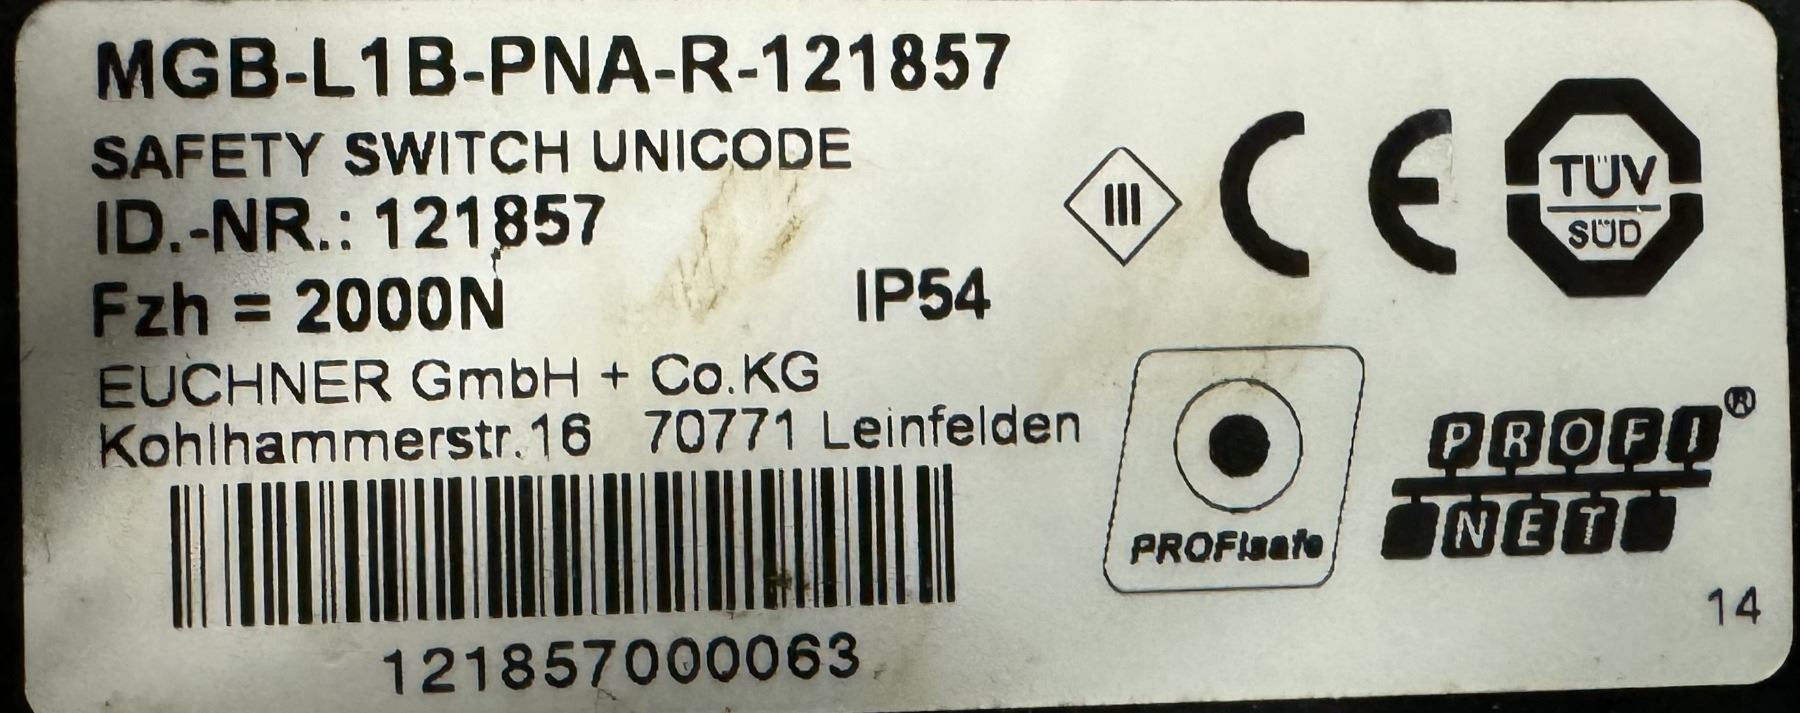 MGB-L1B-PNA-R-121857
SAFETY SWITCH UNICODE
ID.-NR.: 121857
Fzh = 2000N
IP54
EUCHNER GmbH + Co.KG
Kohlhammerstr.16 70771 Leinfelden
121857000063
III
CE
TÜV
SÜD
PROFIsafe
PROFI®
NET
14